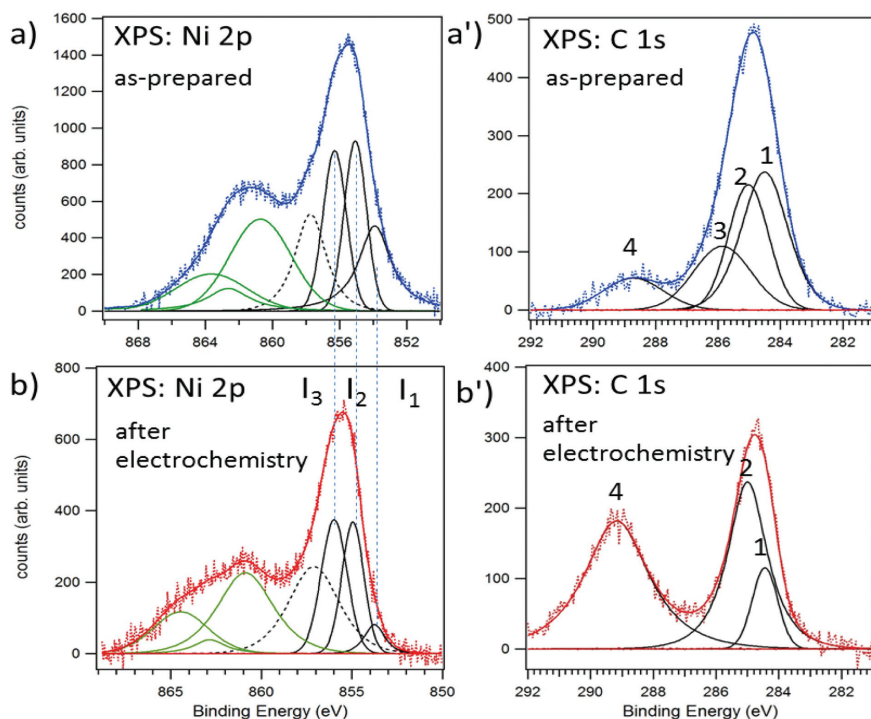 a)
XPS: Ni 2p
as-prepared
counts (arb. units)
1600
1400
1200
1000
800
600
400
200
0
868
864
860
856
852
a')
XPS: C 1s
as-prepared
500
400
300
200
100
0
1
2
3
4
292
290
288
286
284
282
b)
XPS: Ni 2p
after
electrochemistry
I3
I2
I1
counts (arb. units)
800
600
400
200
0
865
860
855
850
Binding Energy (eV)
b')
XPS: C 1s
after
electrochemistry
400
300
200
100
0
4
2
1
292
290
288
286
284
282
Binding Energy (eV)